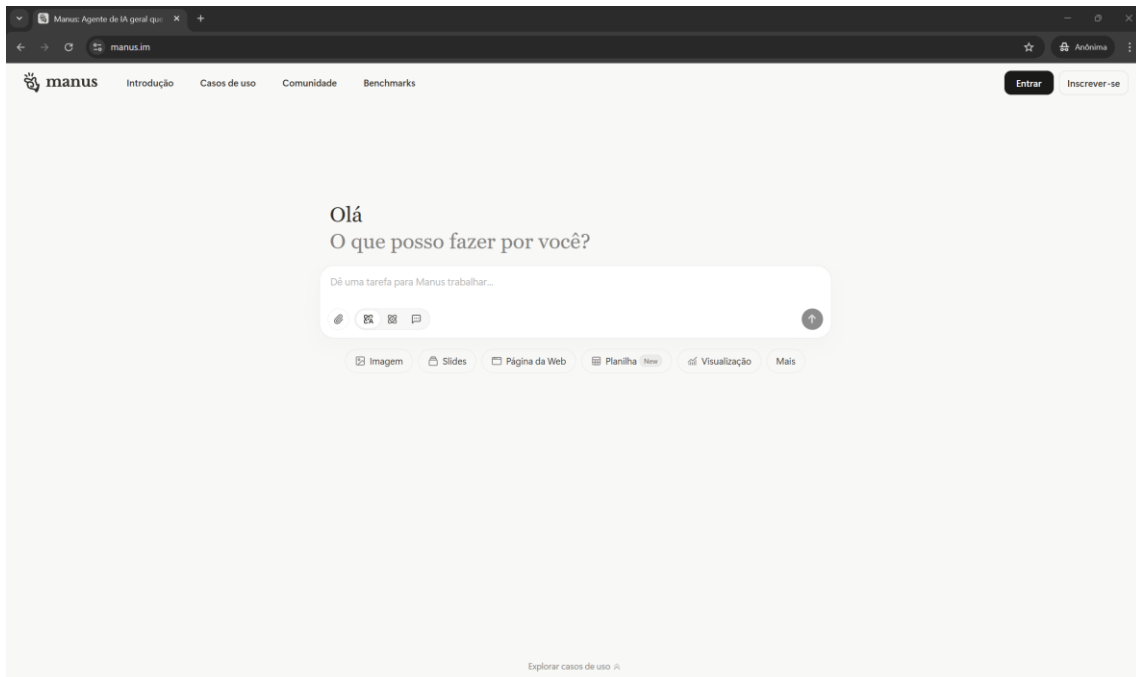 Manus: Agente de IA geral que
manus.im
Anônima
manus Introdução Casos de uso Comunidade Benchmarks Entrar Inscrever-se
Olá
O que posso fazer por você?
Dê uma tarefa para Manus trabalhar...
Imagem Slides Página da Web Planilha New Visualização Mais
Explorar casos de uso